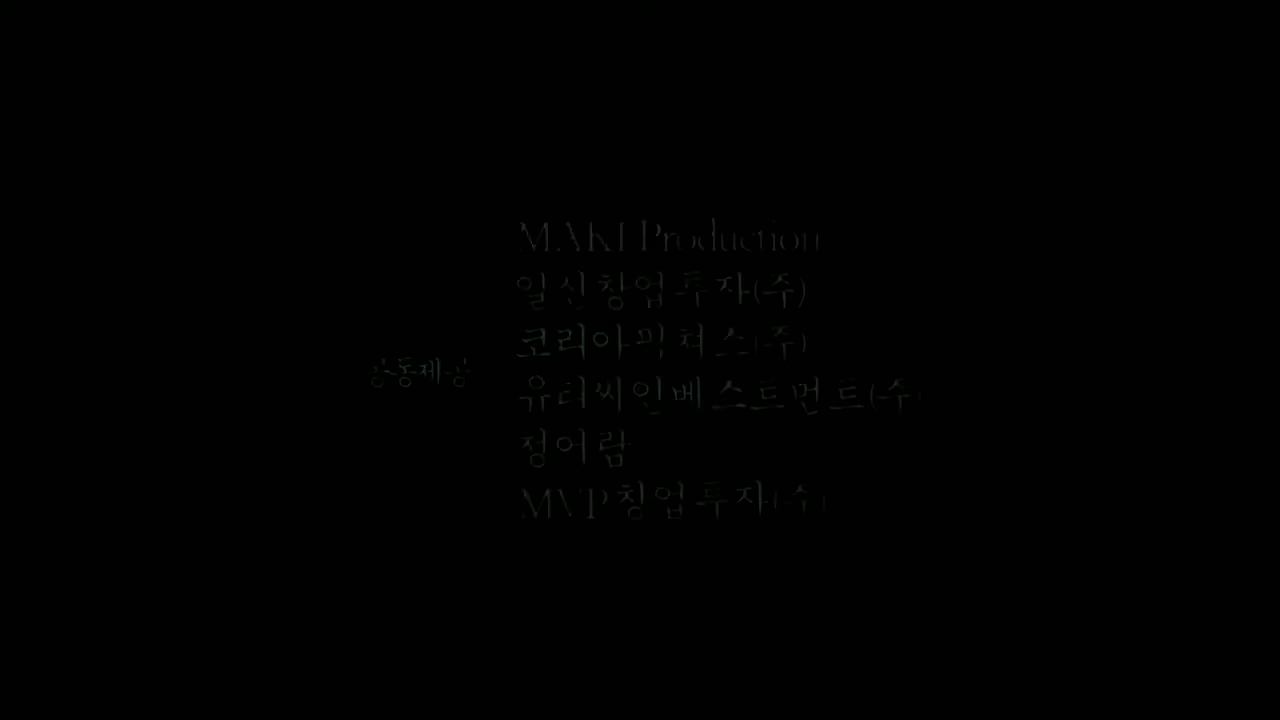 MAKI Production
일신창업투자(주)
코리아픽쳐스(주)
공동제공
유티씨인베스트먼트(주)
정어람
MVP창업투자(주)